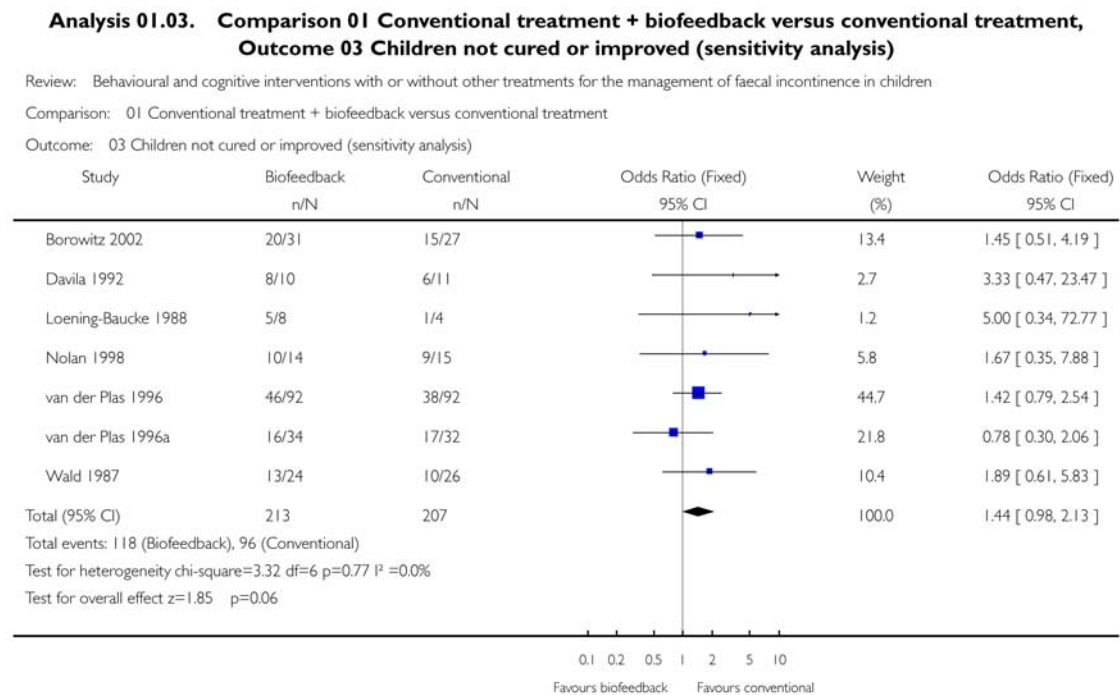 Analysis 01.03. Comparison 01 Conventional treatment + biofeedback versus conventional treatment,
Outcome 03 Children not cured or improved (sensitivity analysis)
Review: Behavioural and cognitive interventions with or without other treatments for the management of faecal incontinence in children
Comparison: 01 Conventional treatment + biofeedback versus conventional treatment
Outcome: 03 Children not cured or improved (sensitivity analysis)
Study Biofeedback Conventional Odds Ratio (Fixed) Weight Odds Ratio (Fixed)
n/N n/N 95% CI (%) 95% CI
Borowitz 2002 20/31 15/27 13.4 1.45 [ 0.51, 4.19 ]
Davila 1992 8/10 6/11 2.7 3.33 [ 0.47, 23.47 ]
Loening-Baucke 1988 5/8 1/4 1.2 5.00 [ 0.34, 72.77 ]
Nolan 1998 10/14 9/15 5.8 1.67 [ 0.35, 7.88 ]
van der Plas 1996 46/92 38/92 44.7 1.42 [ 0.79, 2.54 ]
van der Plas 1996a 16/34 17/32 21.8 0.78 [ 0.30, 2.06 ]
Wald 1987 13/24 10/26 10.4 1.89 [ 0.61, 5.83 ]
Total (95% CI) 213 207 100.0 1.44 [ 0.98, 2.13 ]
Total events: 118 (Biofeedback), 96 (Conventional)
Test for heterogeneity chi-square=3.32 df=6 p=0.77 I² =0.0%
Test for overall effect z=1.85 p=0.06
0.1 0.2 0.5 1 2 5 10
Favours biofeedback Favours conventional